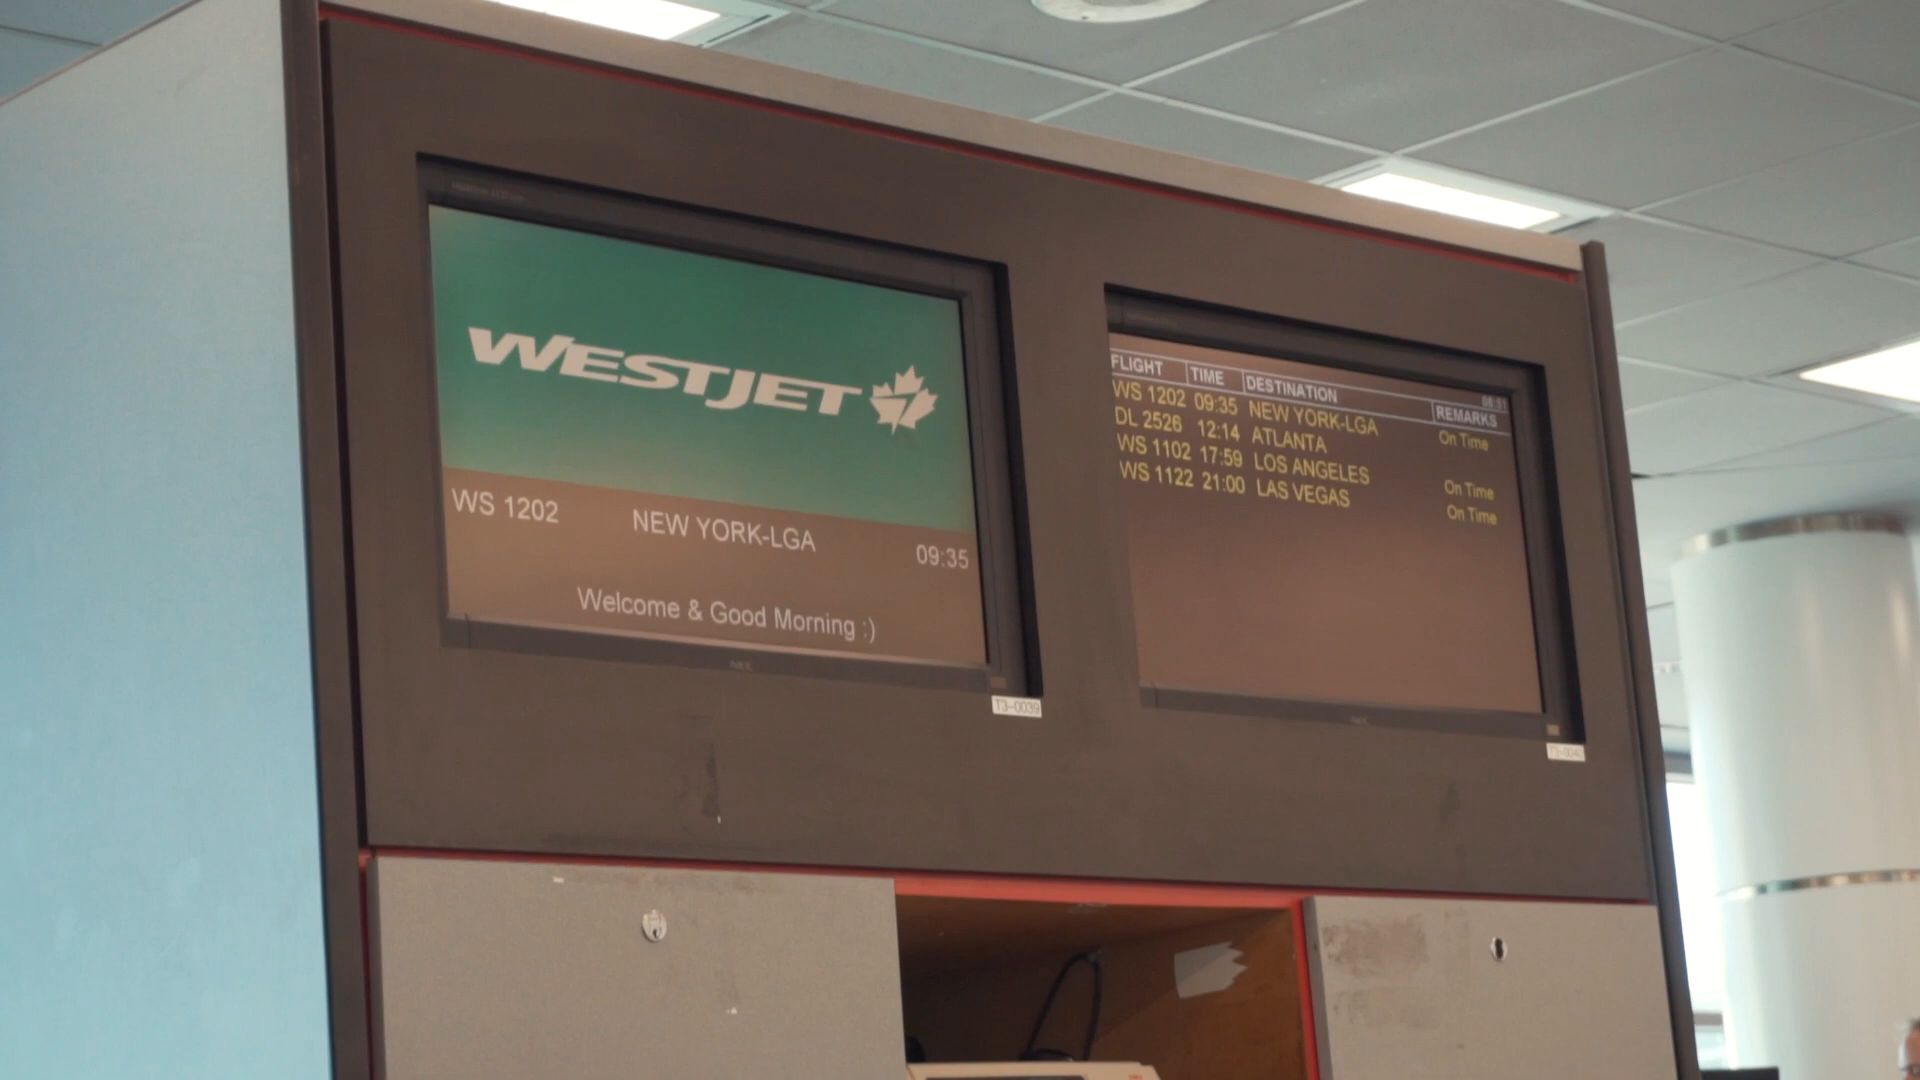 WESTJET
WS 1202 NEW YORK-LGA 09:35
Welcome & Good Morning :)
NEC
T3-0039
FLIGHT TIME DESTINATION REMARKS
WS 1202 09:35 NEW YORK-LGA On Time
DL 2526 12:14 ATLANTA
WS 1102 17:59 LOS ANGELES On Time
WS 1122 21:00 LAS VEGAS On Time